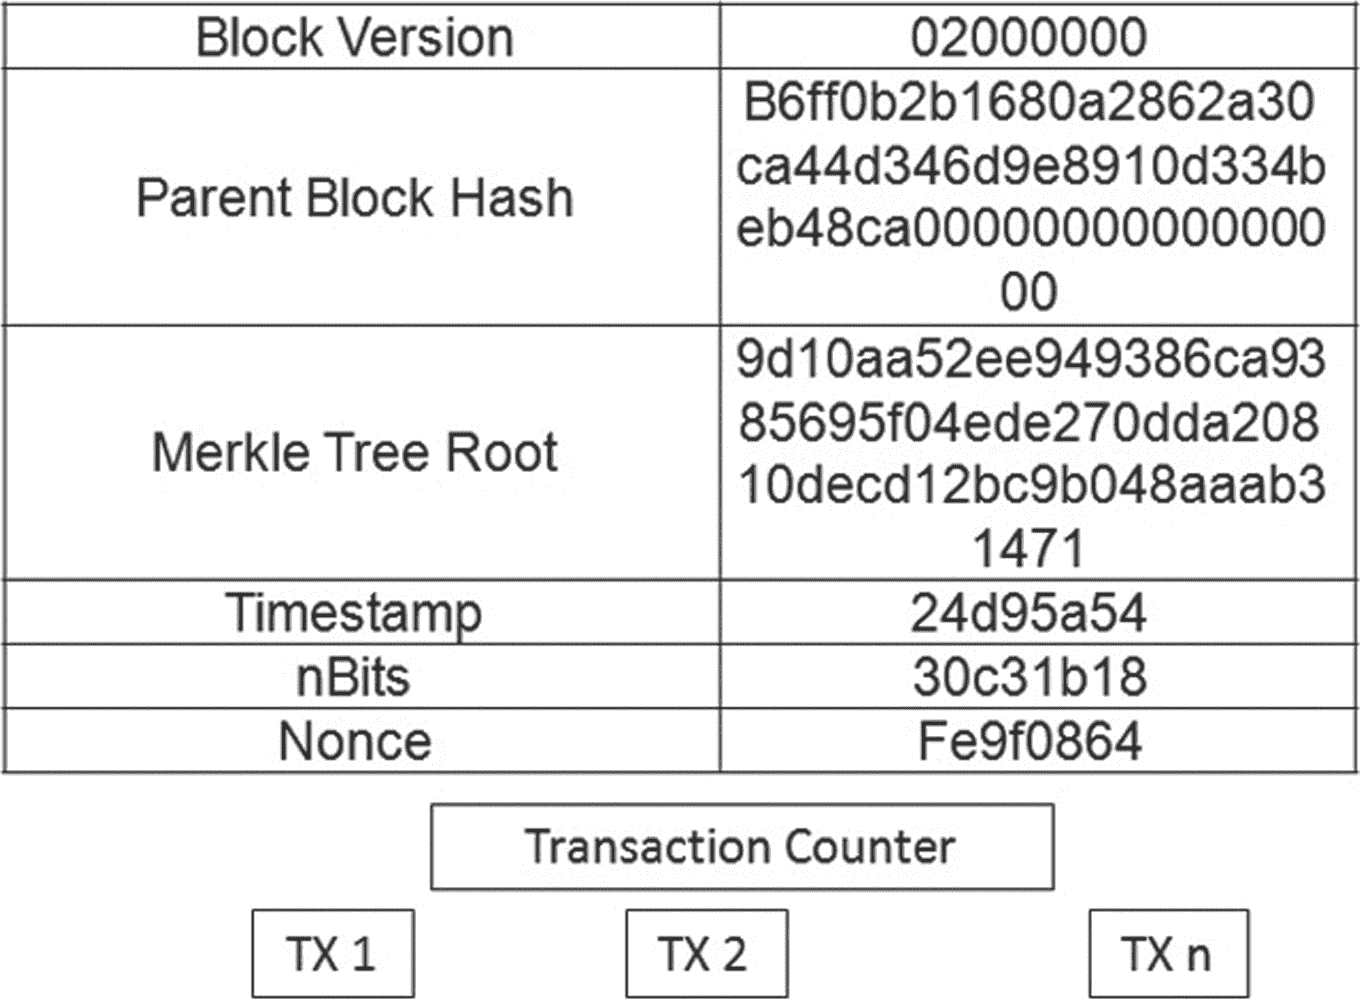 Block Version 02000000
Parent Block Hash
B6ff0b2b1680a2862a30
ca44d346d9e8910d334b
eb48ca00000000000000
00
Merkle Tree Root
9d10aa52ee949386ca93
85695f04ede270dda208
10decd12bc9b048aaab3
1471
Timestamp 24d95a54
nBits 30c31b18
Nonce Fe9f0864
Transaction Counter
TX 1 TX 2 TX n